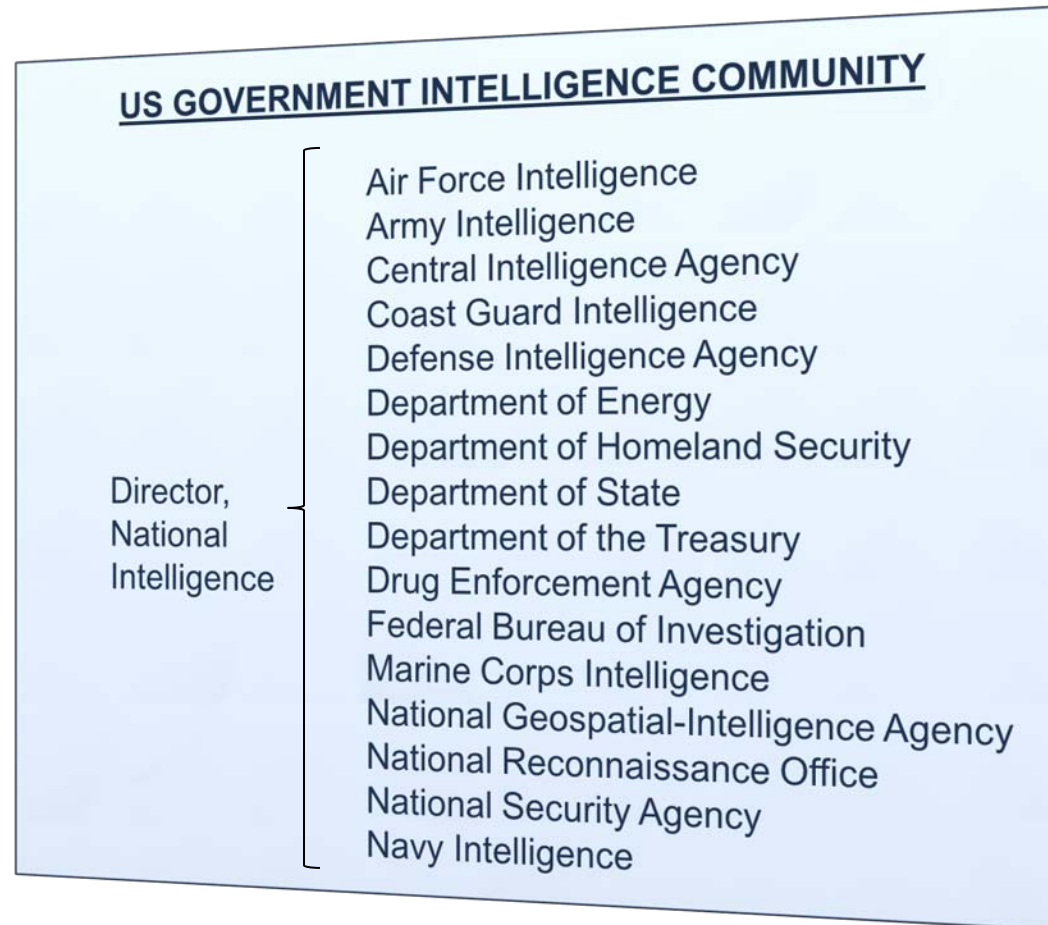 US GOVERNMENT INTELLIGENCE COMMUNITY
Director,
National
Intelligence
Air Force Intelligence
Army Intelligence
Central Intelligence Agency
Coast Guard Intelligence
Defense Intelligence Agency
Department of Energy
Department of Homeland Security
Department of State
Department of the Treasury
Drug Enforcement Agency
Federal Bureau of Investigation
Marine Corps Intelligence
National Geospatial-Intelligence Agency
National Reconnaissance Office
National Security Agency
Navy Intelligence